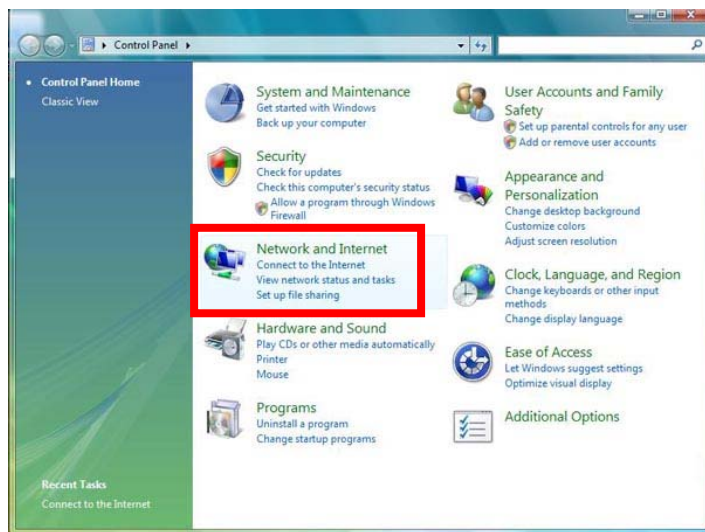 Control Panel
Control Panel Home
Classic View
Recent Tasks
Connect to the Internet
System and Maintenance
Get started with Windows
Back up your computer
Security
Check for updates
Check this computer's security status
Allow a program through Windows
Firewall
Network and Internet
Connect to the Internet
View network status and tasks
Set up file sharing
Hardware and Sound
Play CDs or other media automatically
Printer
Mouse
Programs
Uninstall a program
Change startup programs
User Accounts and Family
Safety
Set up parental controls for any user
Add or remove user accounts
Appearance and
Personalization
Change desktop background
Customize colors
Adjust screen resolution
Clock, Language, and Region
Change keyboards or other input
methods
Change display language
Ease of Access
Let Windows suggest settings
Optimize visual display
Additional Options